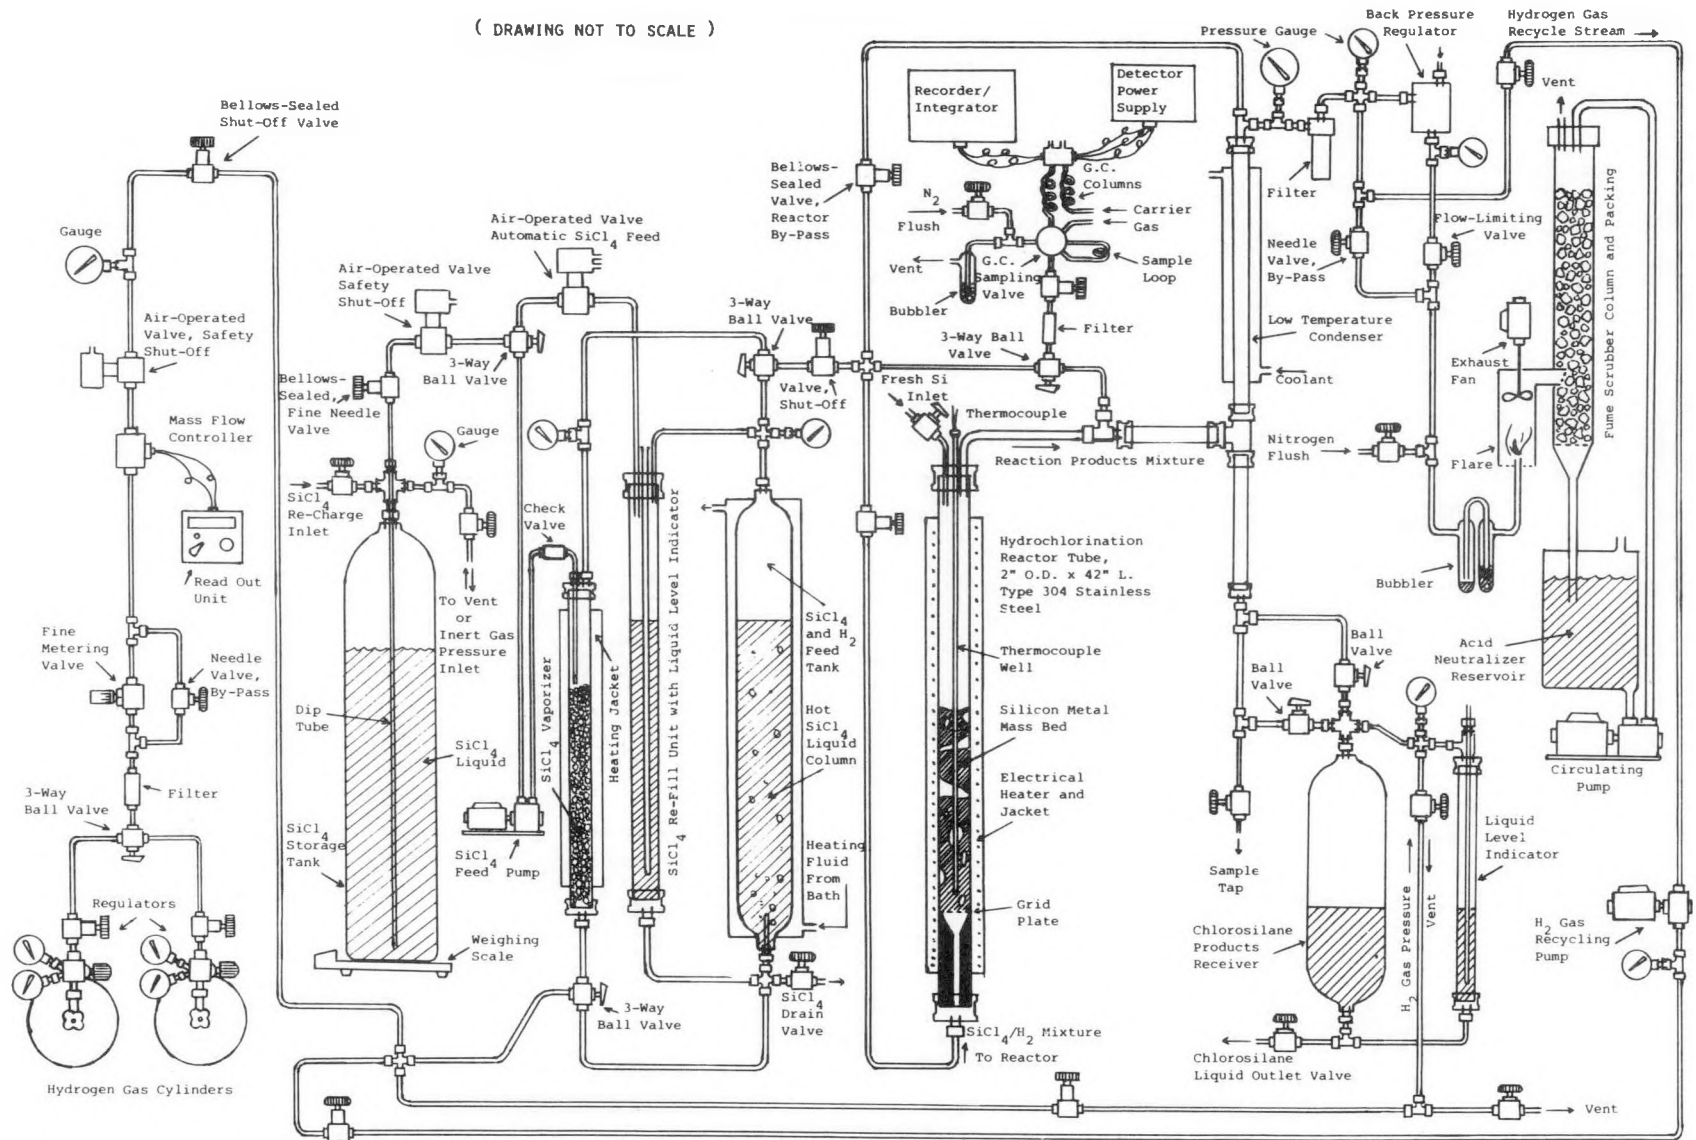 ( DRAWING NOT TO SCALE )
Bellows-Sealed
Shut-Off Valve
Gauge
Air-Operated
Valve, Safety
Shut-Off
Mass Flow
Controller
Read Out
Unit
Fine
Metering
Valve
Needle
Valve,
By-Pass
Filter
3-Way
Ball Valve
Regulators
Hydrogen Gas Cylinders
Air-Operated Valve
Automatic SiCl4 Feed
Air-Operated Valve
Safety
Shut-Off
3-Way
Ball Valve
Bellows-
Sealed,
Fine Needle
Valve
Gauge
SiCl4
Re-Charge
Inlet
To Vent
or
Inert Gas
Pressure
Inlet
Dip
Tube
SiCl4
Liquid
SiCl4
Storage
Tank
Weighing
Scale
Check
Valve
SiCl4
Feed Pump
SiCl4 Vaporizer
Heating Jacket
SiCl4 Re-Fill Unit with Liquid Level Indicator
3-Way
Ball Valve
3-Way
Ball Valve
Valve,
Shut-Off
SiCl4
and H2
Feed
Tank
Hot
SiCl4
Liquid
Column
Heating
Fluid
From
Bath
SiCl4
Drain
Valve
Bellows-
Sealed
Valve,
Reactor
By-Pass
Recorder/
Integrator
Detector
Power
Supply
G.C.
Columns
N2
Flush
Carrier
Gas
Vent
G.C.
Sampling
Valve
Sample
Loop
Bubbler
Filter
3-Way Ball
Valve
Fresh Si
Inlet
Thermocouple
Reaction Products Mixture
Hydrochlorination
Reactor Tube,
2" O.D. x 42" L.
Type 304 Stainless
Steel
Thermocouple
Well
Silicon Metal
Mass Bed
Electrical
Heater and
Jacket
Grid
Plate
SiCl4/H2 Mixture
To Reactor
Pressure Gauge
Back Pressure
Regulator
Hydrogen Gas
Recycle Stream
Vent
Filter
Needle
Valve,
By-Pass
Flow-Limiting
Valve
Low Temperature
Condenser
Coolant
Exhaust
Fan
Nitrogen
Flush
Flare
Fume Scrubber Column and Packing
Bubbler
Acid
Neutralizer
Reservoir
Circulating
Pump
Ball
Valve
Ball
Valve
Sample
Tap
Liquid
Level
Indicator
Chlorosilane
Products
Receiver
H2 Gas Pressure
Vent
H2 Gas
Recycling
Pump
Chlorosilane
Liquid Outlet Valve
Vent